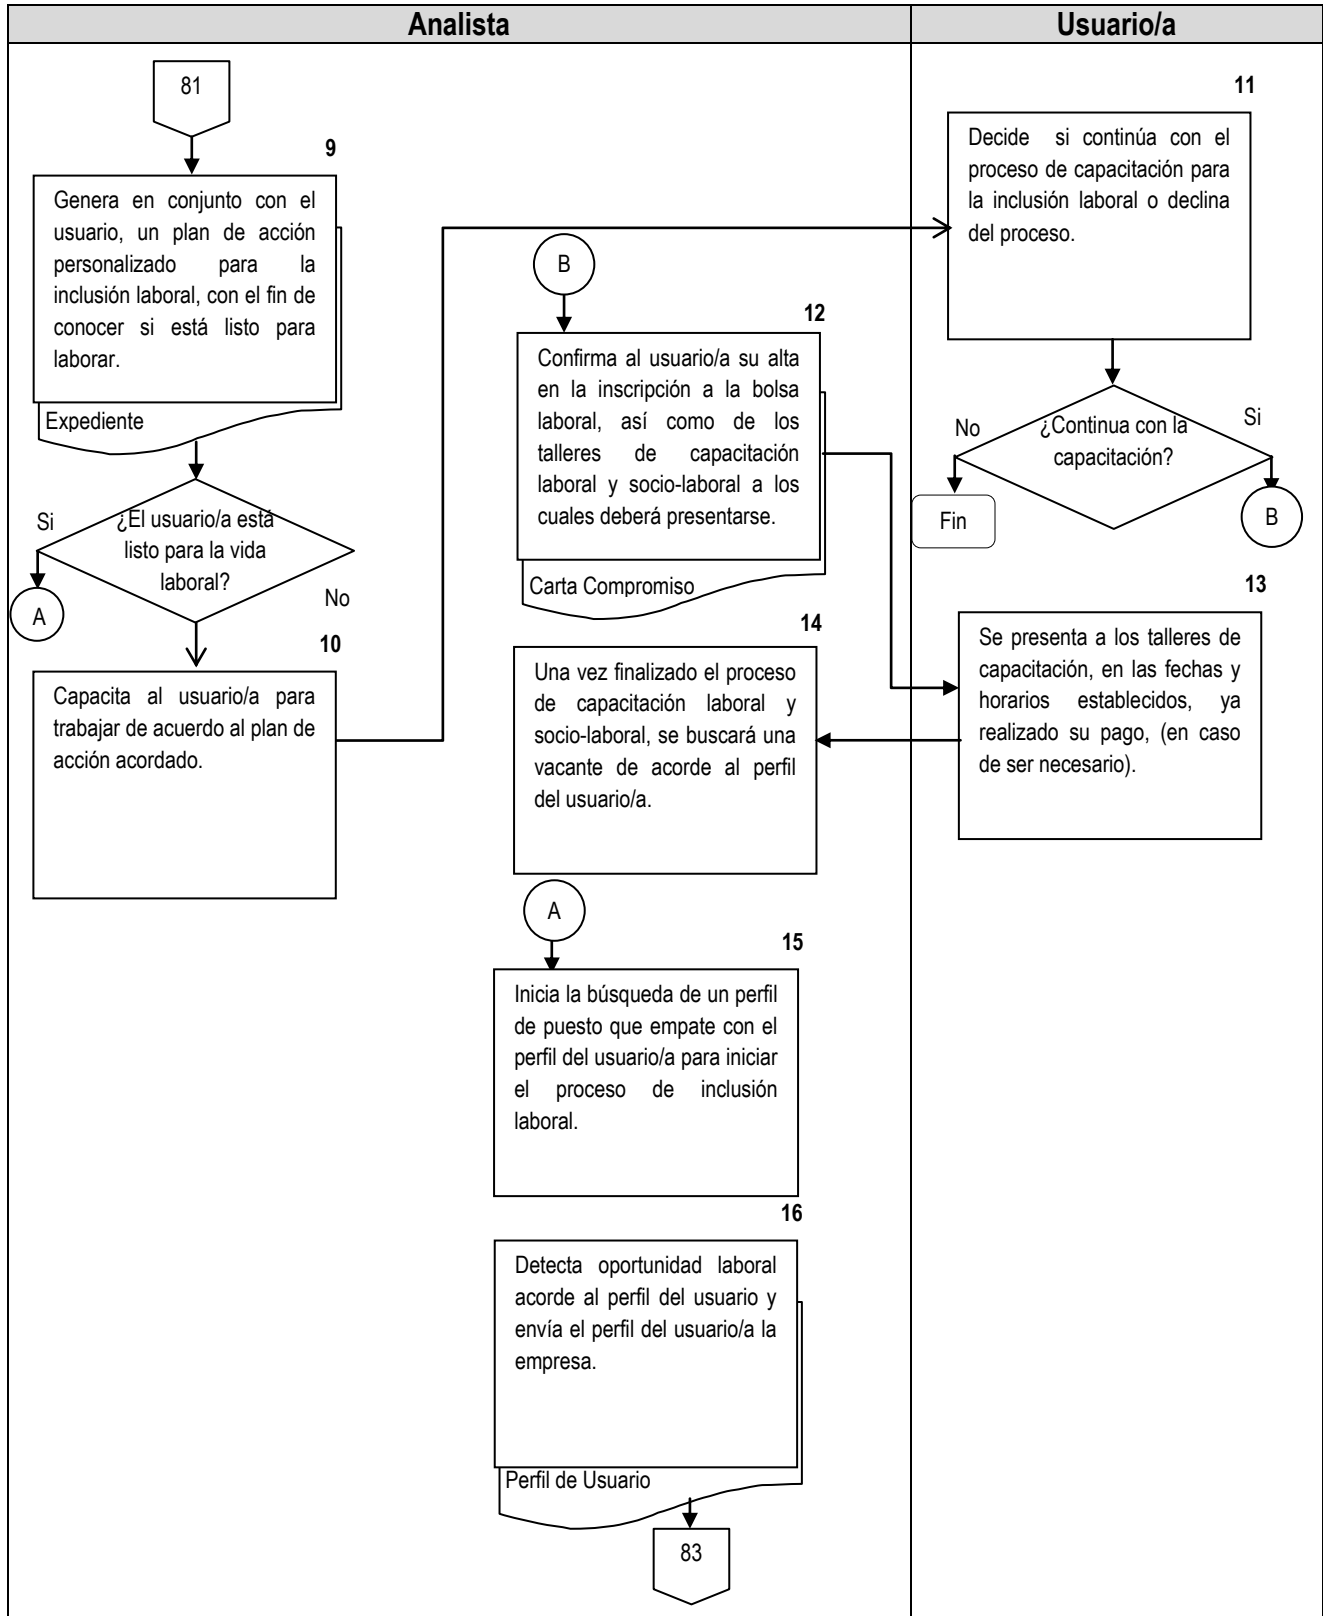 Analista
Usuario/a
81
9
Genera en conjunto con el
usuario, un plan de acción
personalizado para la
inclusión laboral, con el fin de
conocer si está listo para
laborar.
Expediente
¿El usuario/a está
listo para la vida
laboral?
Si
A
No
10
Capacita al usuario/a para
trabajar de acuerdo al plan de
acción acordado.
11
Decide si continúa con el
proceso de capacitación para
la inclusión laboral o declina
del proceso.
¿Continua con la
capacitación?
No
Si
Fin
B
B
12
Confirma al usuario/a su alta
en la inscripción a la bolsa
laboral, así como de los
talleres de capacitación
laboral y socio-laboral a los
cuales deberá presentarse.
Carta Compromiso
13
Se presenta a los talleres de
capacitación, en las fechas y
horarios establecidos, ya
realizado su pago, (en caso
de ser necesario).
14
Una vez finalizado el proceso
de capacitación laboral y
socio-laboral, se buscará una
vacante de acorde al perfil
del usuario/a.
A
15
Inicia la búsqueda de un perfil
de puesto que empate con el
perfil del usuario/a para iniciar
el proceso de inclusión
laboral.
16
Detecta oportunidad laboral
acorde al perfil del usuario y
envía el perfil del usuario/a la
empresa.
Perfil de Usuario
83